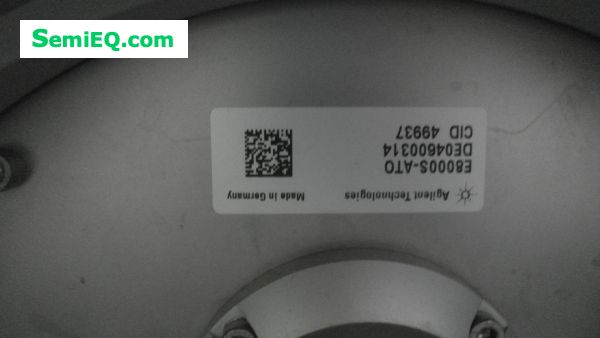 SemiEQ.com
Agilent Technologies Made in Germany
E8000S-ATO
DE04600314
CID 49937